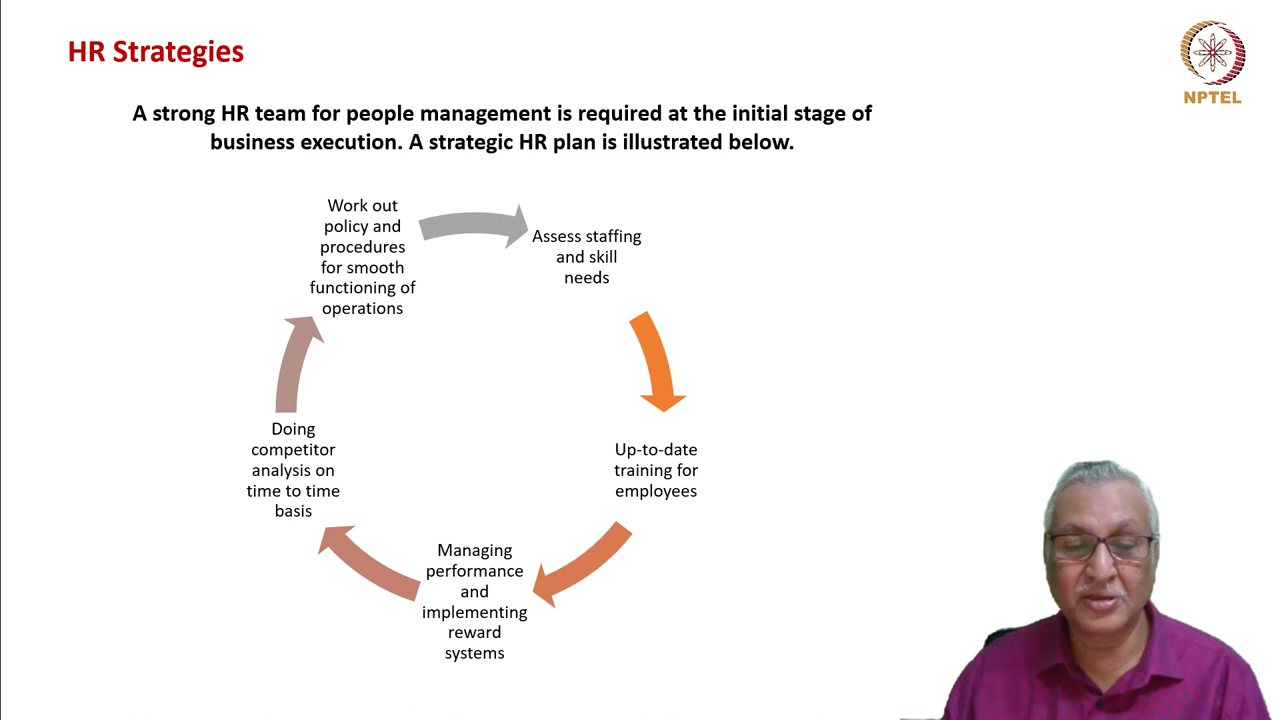 HR Strategies
NPTEL
A strong HR team for people management is required at the initial stage of
business execution. A strategic HR plan is illustrated below.
Work out
policy and
procedures
for smooth
functioning of
operations
Assess staffing
and skill
needs
Up-to-date
training for
employees
Managing
performance
and
implementing
reward
systems
Doing
competitor
analysis on
time to time
basis